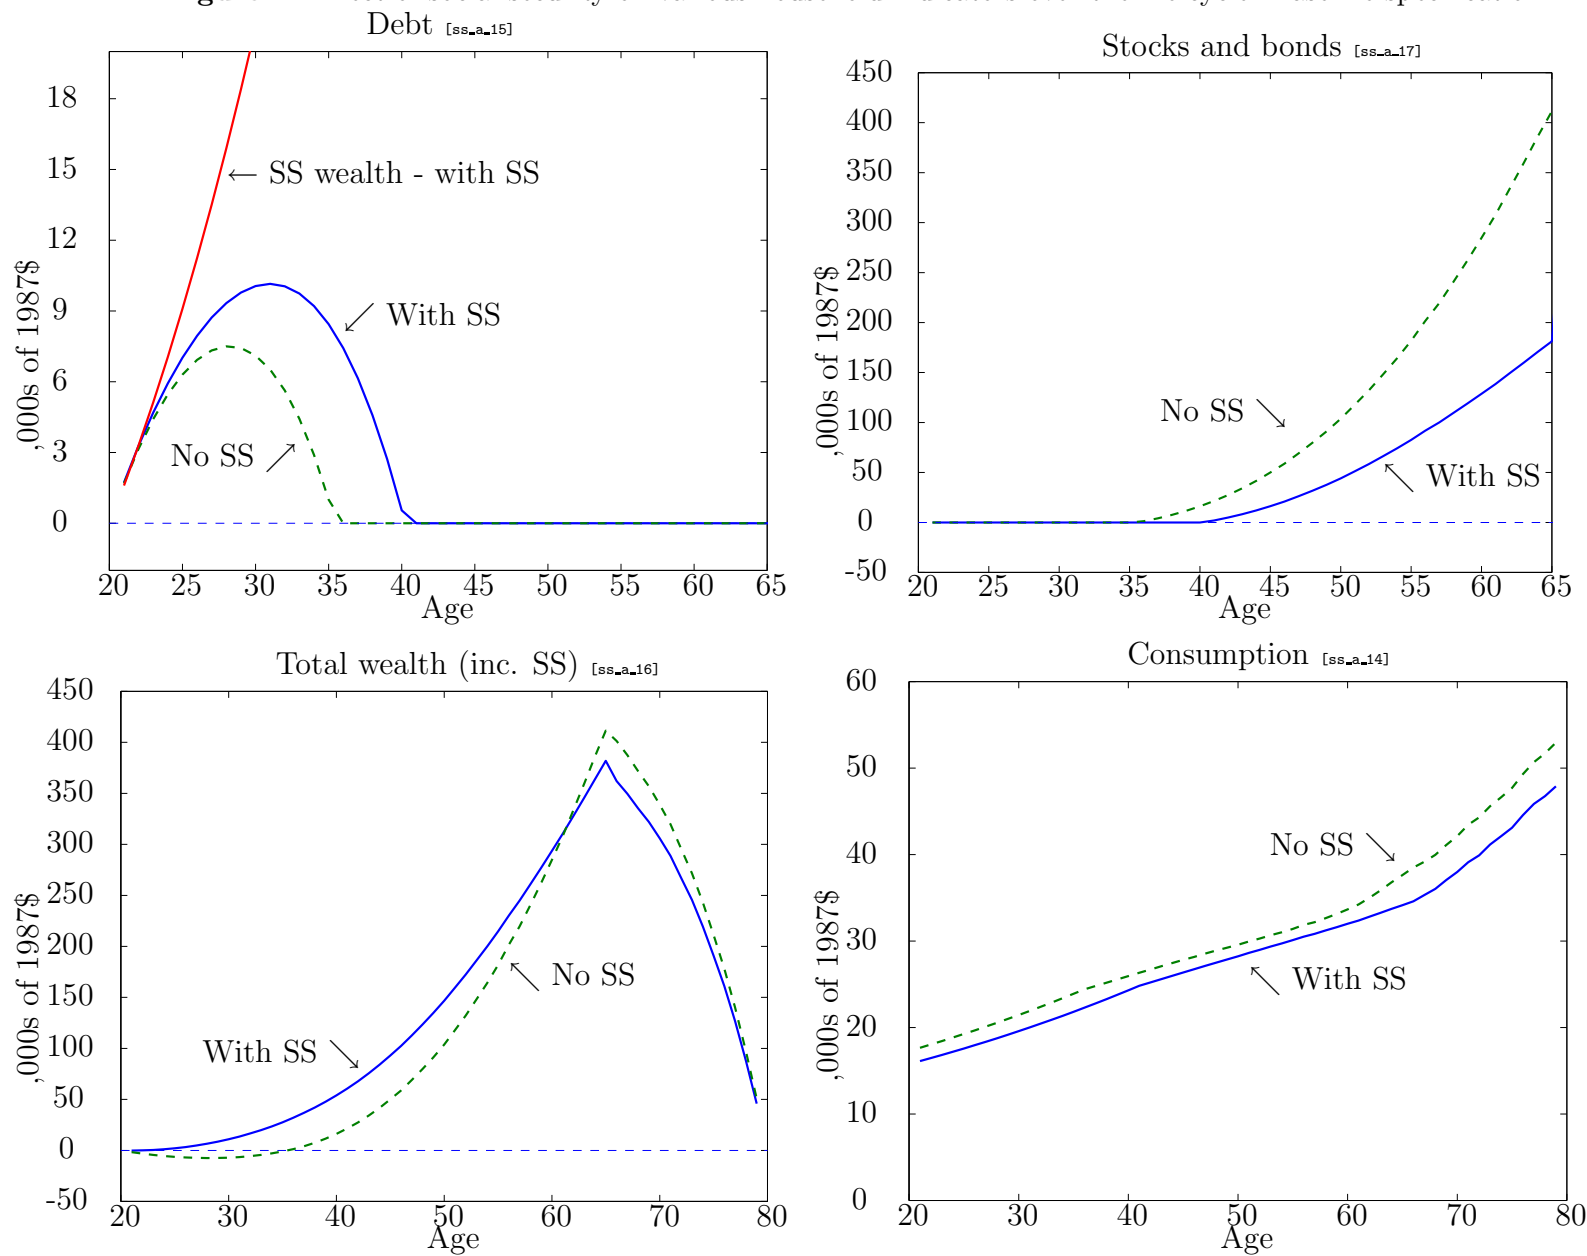 Debt [ss_a_15]
18
15
12
9
6
3
0
,000s of 1987$
← SS wealth - with SS
With SS
No SS
20 25 30 35 40 45 50 55 60 65
Age
Stocks and bonds [ss_a_17]
450
400
350
300
250
200
150
100
50
0
-50
,000s of 1987$
No SS
With SS
20 25 30 35 40 45 50 55 60 65
Age
Total wealth (inc. SS) [ss_a_16]
450
400
350
300
250
200
150
100
50
0
-50
,000s of 1987$
No SS
With SS
20 30 40 50 60 70 80
Age
Consumption [ss_a_14]
60
50
40
30
20
10
0
,000s of 1987$
No SS
With SS
20 30 40 50 60 70 80
Age